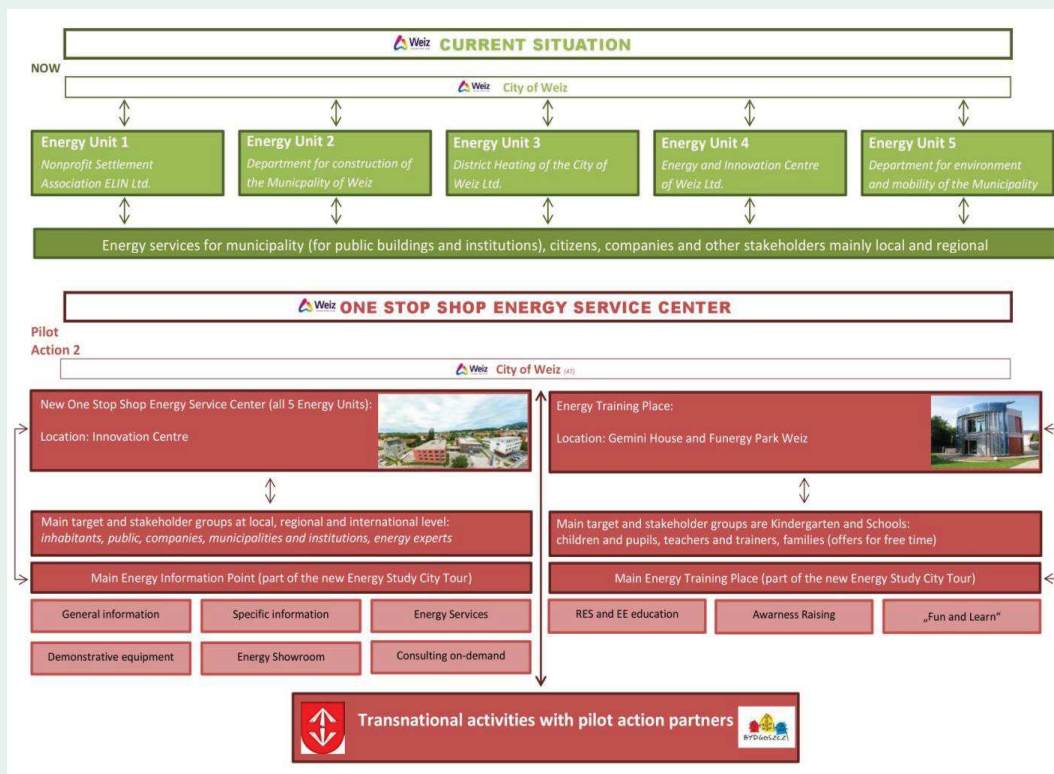 Weiz CURRENT SITUATION
NOW
Weiz City of Weiz
Energy Unit 1
Nonprofit Settlement
Association ELIN Ltd.
Energy Unit 2
Department for construction of
the Municpality of Weiz
Energy Unit 3
District Heating of the City of
Weiz Ltd.
Energy Unit 4
Energy and Innovation Centre
of Weiz Ltd.
Energy Unit 5
Department for environment
and mobility of the Municipality
Energy services for municipality (for public buildings and institutions), citizens, companies and other stakeholders mainly local and regional
Weiz ONE STOP SHOP ENERGY SERVICE CENTER
Pilot
Action 2
Weiz City of Weiz (AT)
New One Stop Shop Energy Service Center (all 5 Energy Units):
Location: Innovation Centre
Energy Training Place:
Location: Gemini House and Funergy Park Weiz
Main target and stakeholder groups at local, regional and international level:
inhabitants, public, companies, municipalities and institutions, energy experts
Main target and stakeholder groups are Kindergarten and Schools:
children and pupils, teachers and trainers, families (offers for free time)
Main Energy Information Point (part of the new Energy Study City Tour)
Main Energy Training Place (part of the new Energy Study City Tour)
General information
Specific information
Energy Services
RES and EE education
Awarness Raising
„Fun and Learn“
Demonstrative equipment
Energy Showroom
Consulting on-demand
Transnational activities with pilot action partners
BYDGOSZCZ